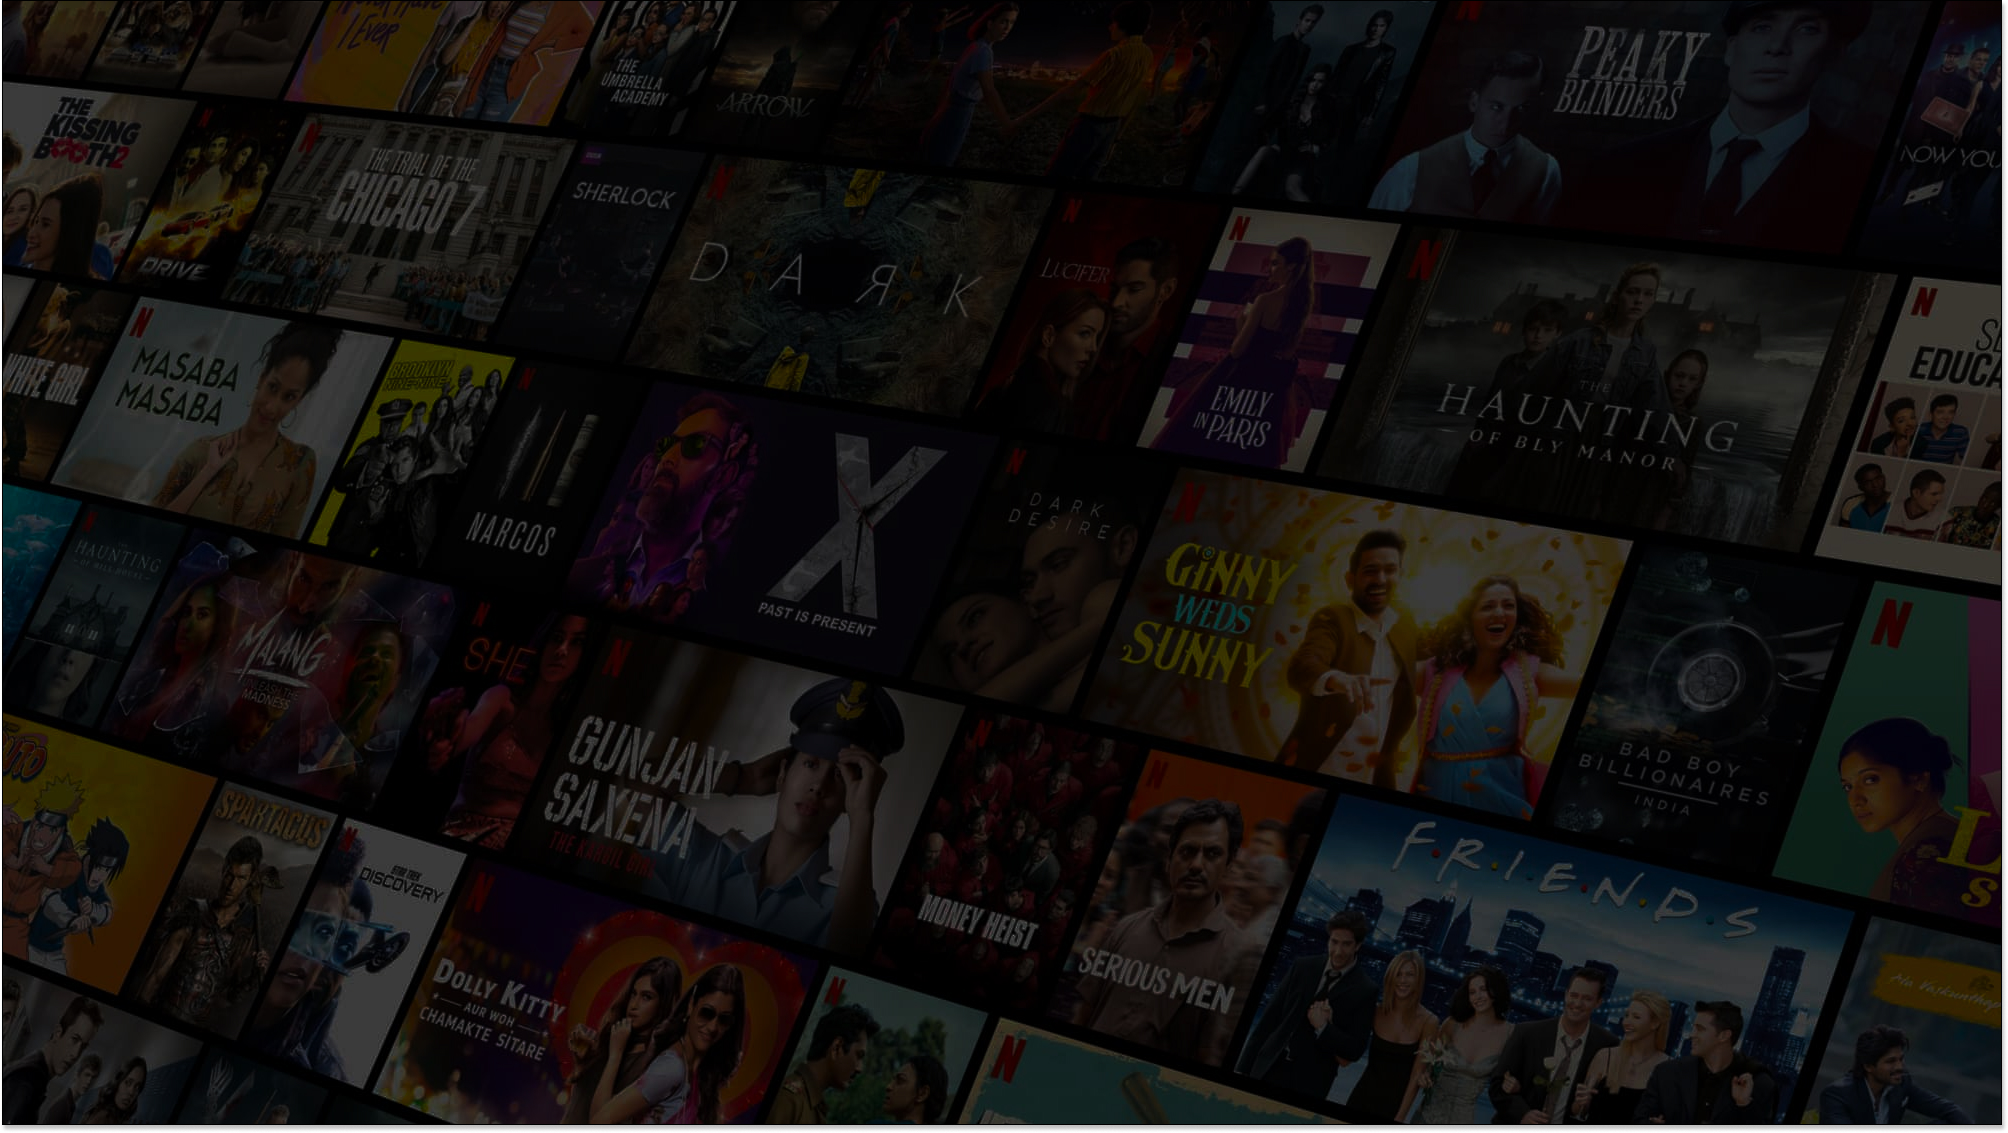 Never Have
I Ever
THE
UMBRELLA
ACADEMY
ARROW
PEAKY
BLINDERS
NOW YOU
THE
KISSING
BOOTH2
DRIVE
THE TRIAL OF THE
CHICAGO 7
SHERLOCK
DARK
LUCIFER
EMILY
IN PARIS
THE
HAUNTING
OF BLY MANOR
EDUCA
WHITE GIRL
MASABA
MASABA
BROOKLYN
NINE-NINE
NARCOS
X
PAST IS PRESENT
DARK
DESIRE
GINNY
WEDS
SUNNY
BAD BOY
BILLIONAIRES
INDIA
HAUNTING
OF HILL HOUSE
MALANG
UNLEASH THE
MADNESS
SHE
GUNJAN
SAXENA
THE KARGIL GIRL
MONEY HEIST
SERIOUS MEN
F·R·I·E·N·D·S
SPARTACUS
STAR TREK
DISCOVERY
DOLLY KITTY
AUR WOH
CHAMAKTE SITARE